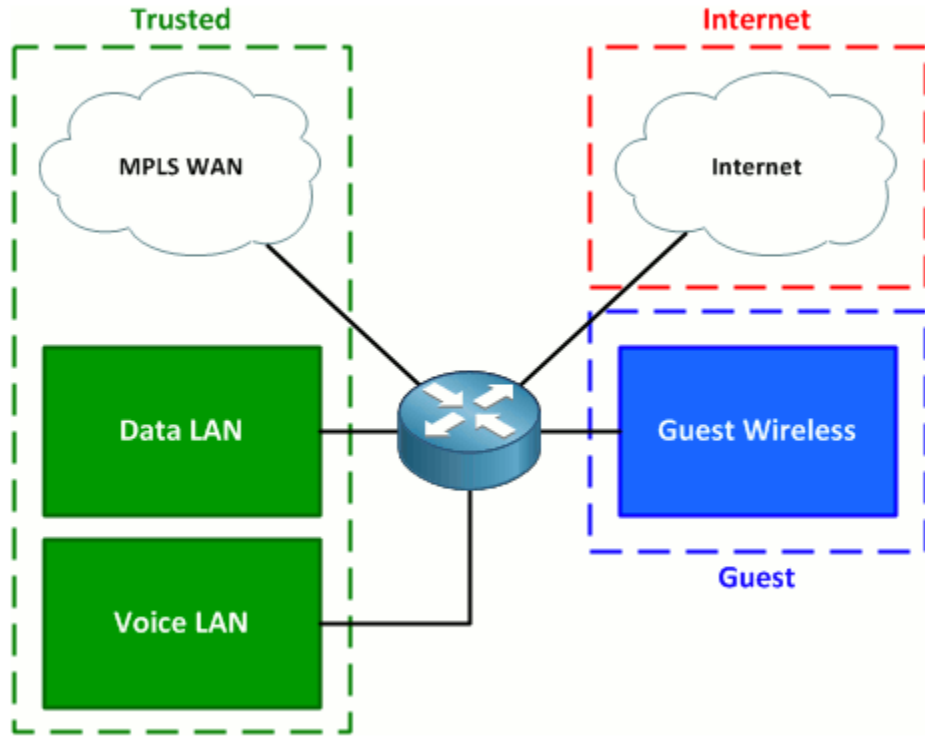 Trusted
Internet
MPLS WAN
Internet
Data LAN
Guest Wireless
Voice LAN
Guest